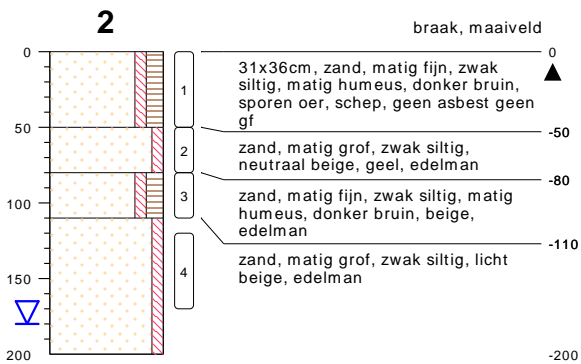 2
braak, maaiveld
0
0
31x36cm, zand, matig fijn, zwak
siltig, matig humeus, donker bruin,
sporen oer, schep, geen asbest geen
gf
1
50
-50
zand, matig grof, zwak siltig,
neutraal beige, geel, edelman
2
-80
zand, matig fijn, zwak siltig, matig
humeus, donker bruin, beige,
edelman
3
100
-110
zand, matig grof, zwak siltig, licht
beige, edelman
4
150
200
-200